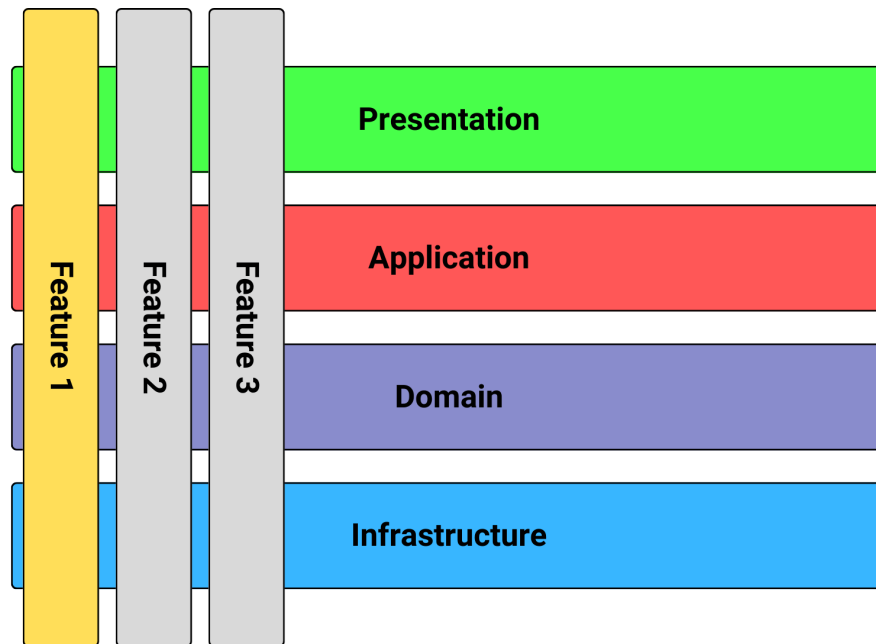 Presentation
Application
Domain
Infrastructure
Feature 1
Feature 2
Feature 3